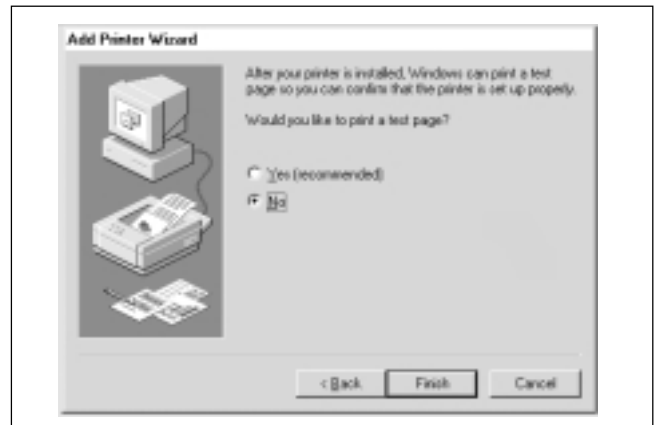 Add Printer Wizard
After your printer is installed, Windows can print a test
page so you can confirm that the printer is set up properly.
Would you like to print a test page?
Yes (recommended)
No
< Back
Finish
Cancel